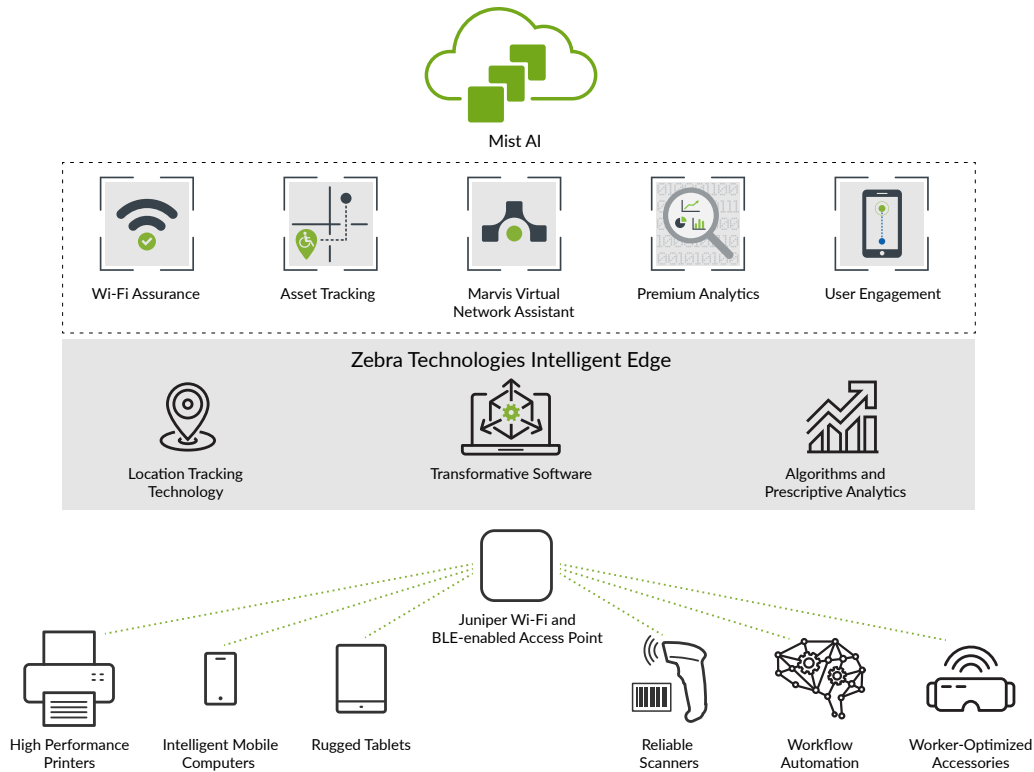 Mist AI
Wi-Fi Assurance
Asset Tracking
Marvis Virtual
Network Assistant
Premium Analytics
User Engagement
Zebra Technologies Intelligent Edge
Location Tracking
Technology
Transformative Software
Algorithms and
Prescriptive Analytics
Juniper Wi-Fi and
BLE-enabled Access Point
High Performance
Printers
Intelligent Mobile
Computers
Rugged Tablets
Reliable
Scanners
Workflow
Automation
Worker-Optimized
Accessories